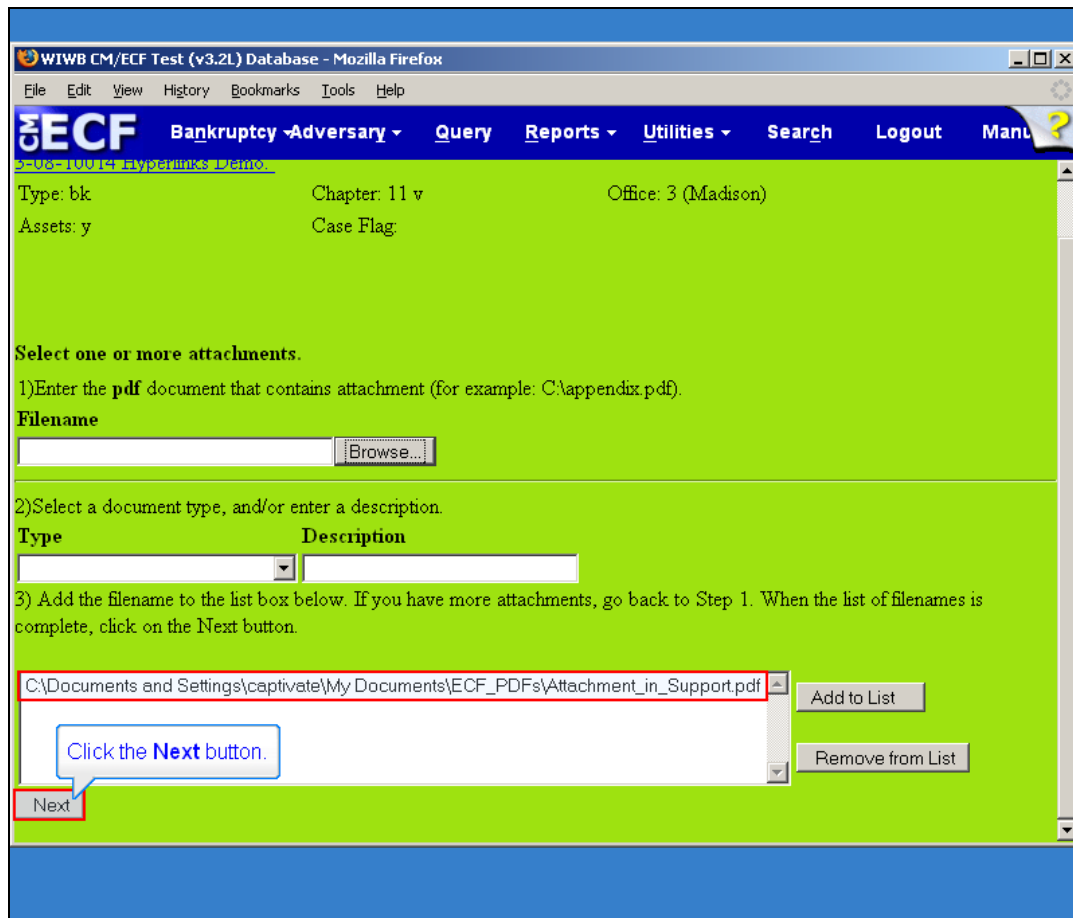 WIWB CM/ECF Test (v3.2L) Database - Mozilla Firefox
File Edit View History Bookmarks Tools Help
CM ECF Bankruptcy Adversary Query Reports Utilities Search Logout Manu ?
3-08-10014 Hyperlinks Demo.
Type: bk Chapter: 11 v Office: 3 (Madison)
Assets: y Case Flag:
Select one or more attachments.
1)Enter the pdf document that contains attachment (for example: C:\appendix.pdf).
Filename
Browse...
2)Select a document type, and/or enter a description.
Type Description
3) Add the filename to the list box below. If you have more attachments, go back to Step 1. When the list of filenames is
complete, click on the Next button.
C:\Documents and Settings\captivate\My Documents\ECF_PDFs\Attachment_in_Support.pdf
Add to List
Click the Next button.
Remove from List
Next